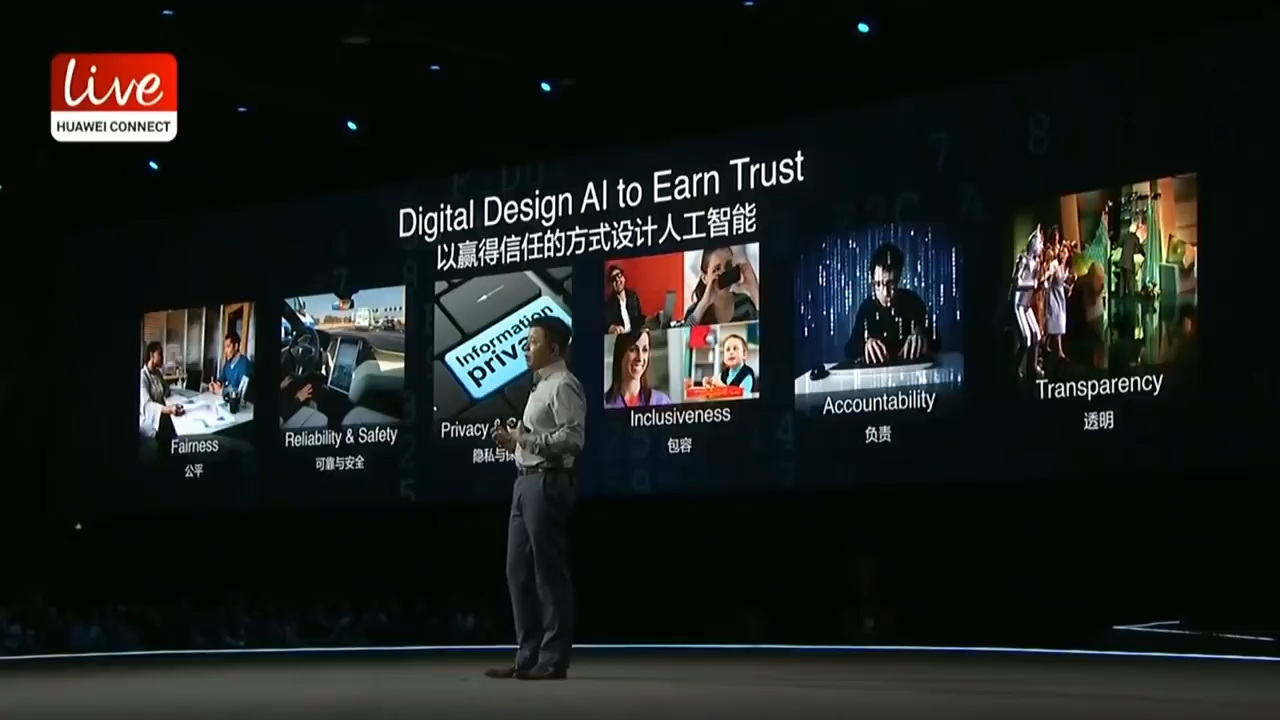 Live
HUAWEI CONNECT
Digital Design AI to Earn Trust
以赢得信任的方式设计人工智能
Information
priva
Fairness
公平
Reliability & Safety
可靠与安全
Privacy &
隐私与
Inclusiveness
包容
Accountability
负责
Transparency
透明